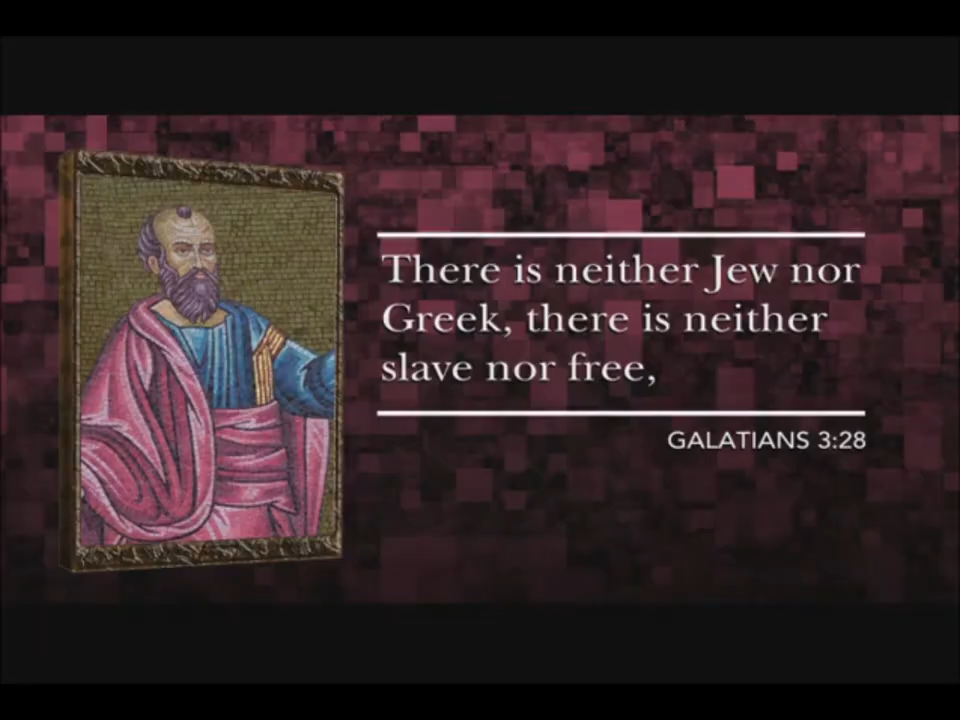 There is neither Jew nor
Greek, there is neither
slave nor free,
GALATIANS 3:28